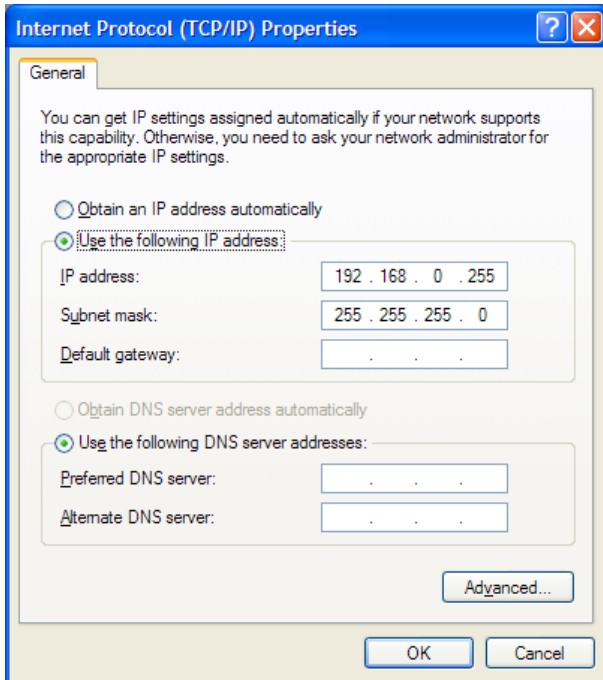 Internet Protocol (TCP/IP) Properties
General
You can get IP settings assigned automatically if your network supports
this capability. Otherwise, you need to ask your network administrator for
the appropriate IP settings.
Obtain an IP address automatically
Use the following IP address:
IP address: 192 . 168 . 0 . 255
Subnet mask: 255 . 255 . 255 . 0
Default gateway: . . .
Obtain DNS server address automatically
Use the following DNS server addresses:
Preferred DNS server: . . .
Alternate DNS server: . . .
Advanced...
OK Cancel